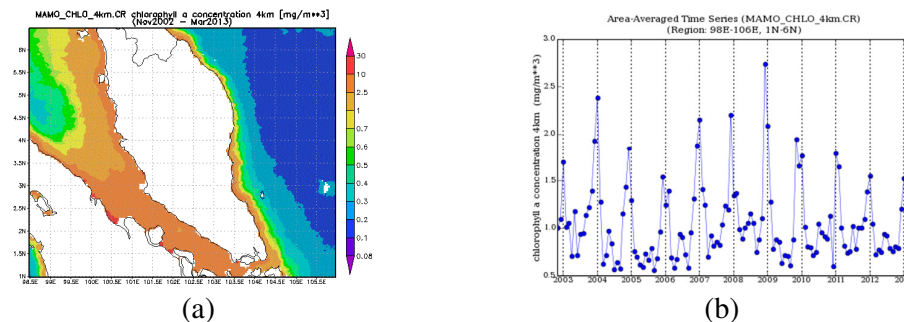 MAMO_CHLO_4km.CR chlorophyll a concentration 4km [mg/m**3]
(Nov2002 - Mar2013)
6.5N
6N
5.5N
5N
4.5N
4N
3.5N
3N
2.5N
2N
1.5N
1N
98.5E 99E 99.5E 100E 100.5E 101E 101.5E 102E 102.5E 103E 103.5E 104E 104.5E 105E 105.5E
30
10
5
2
1
0.7
0.5
0.4
0.3
0.2
0.1
0.08
(a)
Area-Averaged Time Series (MAMO_CHLO_4km.CR)
(Region: 98E-106E, 1N-6N)
chlorophyll a concentration 4km (mg/m**3)
3.0
2.5
2.0
1.5
1.0
0.5
2003 2004 2005 2006 2007 2008 2009 2010 2011 2012
(b)